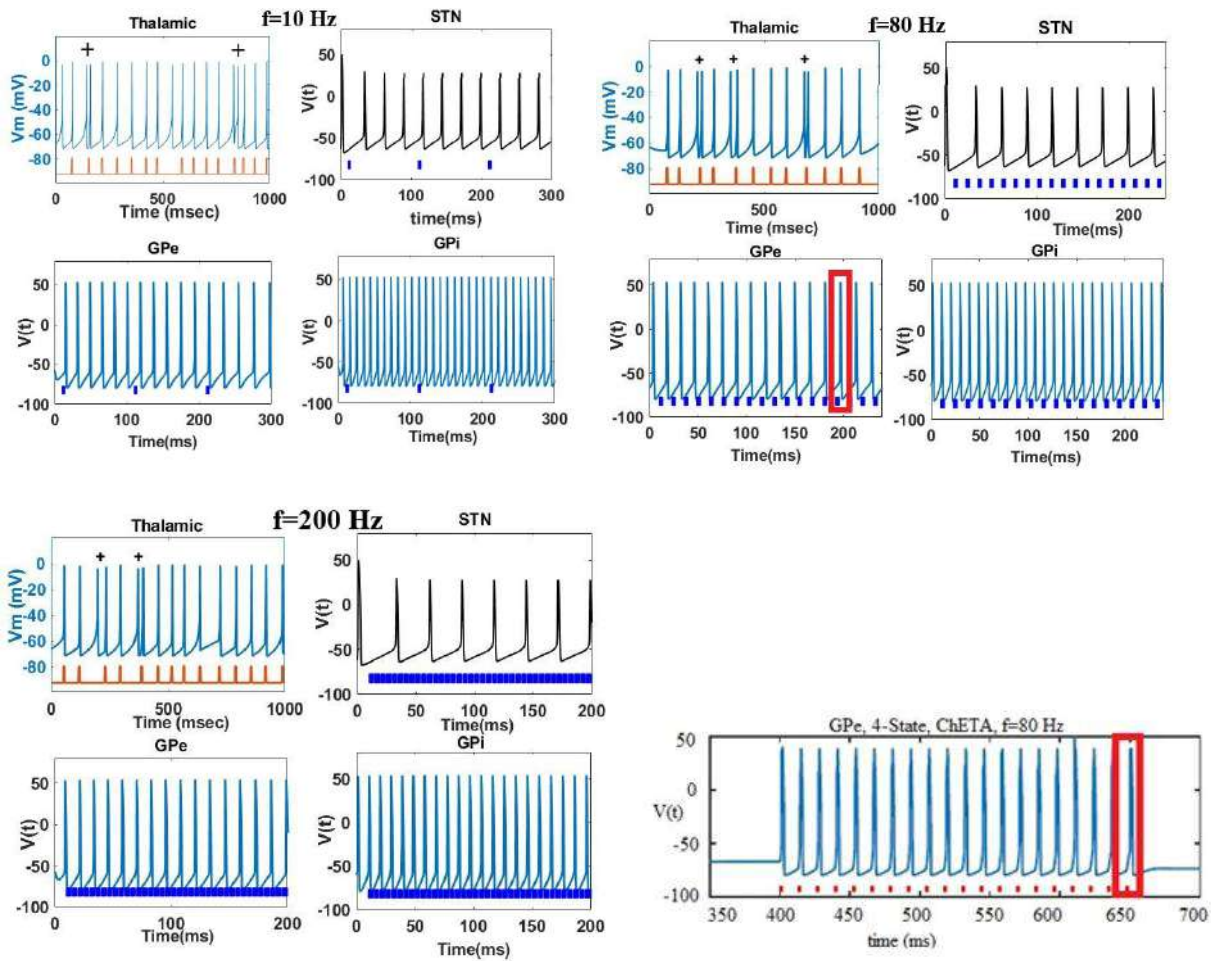 f=10 Hz
Thalamic
+ +
Vm (mV)
0
-20
-40
-60
-80
0 500 1000
Time (msec)
STN
V(t)
50
0
-50
-100
0 100 200 300
time(ms)
GPe
V(t)
50
0
-50
-100
0 100 200 300
Time(ms)
GPi
V(t)
50
0
-50
-100
0 100 200 300
Time(ms)
f=80 Hz
Thalamic
+ + +
Vm (mV)
0
-20
-40
-60
-80
0 500 1000
Time (msec)
STN
V(t)
50
0
-50
-100
0 100 200
Time(ms)
GPe
V(t)
50
0
-50
-100
0 50 100 150 200
Time(ms)
GPi
V(t)
50
0
-50
-100
0 50 100 150 200
Time(ms)
f=200 Hz
Thalamic
+ +
Vm (mV)
0
-20
-40
-60
-80
0 500 1000
Time (msec)
STN
V(t)
50
0
-50
-100
0 50 100 150 200
Time(ms)
GPe
V(t)
50
0
-50
-100
0 100 200
Time(ms)
GPi
V(t)
50
0
-50
-100
0 50 100 150 200
Time(ms)
GPe, 4-State, ChETA, f=80 Hz
V(t)
50
0
-50
-100
350 400 450 500 550 600 650 700
time (ms)